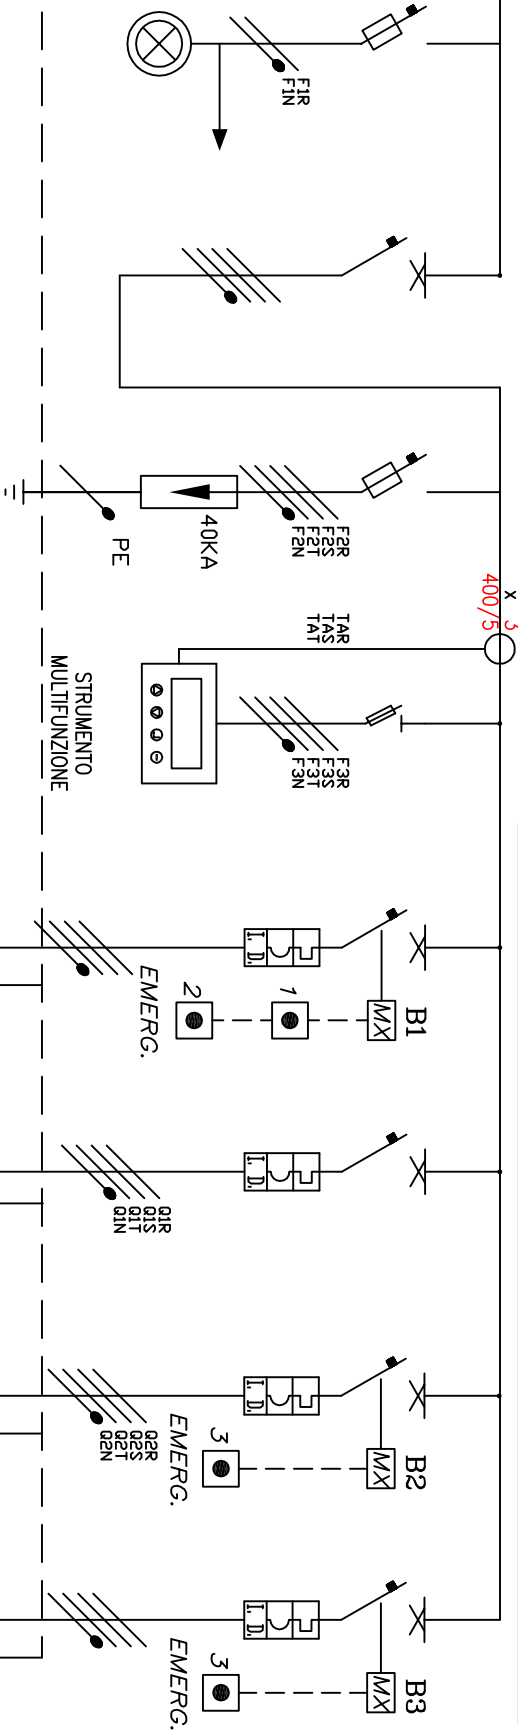 F1R
F1N
40KA
F2R
F2S
F2T
F2N
PE
x 3
400/5
TAR
TAS
TAT
STRUMENTO
MULTIFUNZIONE
F3R
F3S
F3T
F3N
B1
MX
I.D.
1
2
EMERG.
I.D.
Q1R
Q1S
Q1T
Q1N
B2
MX
I.D.
3
EMERG.
Q2R
Q2S
Q2T
Q2N
B3
MX
I.D.
3
EMERG.